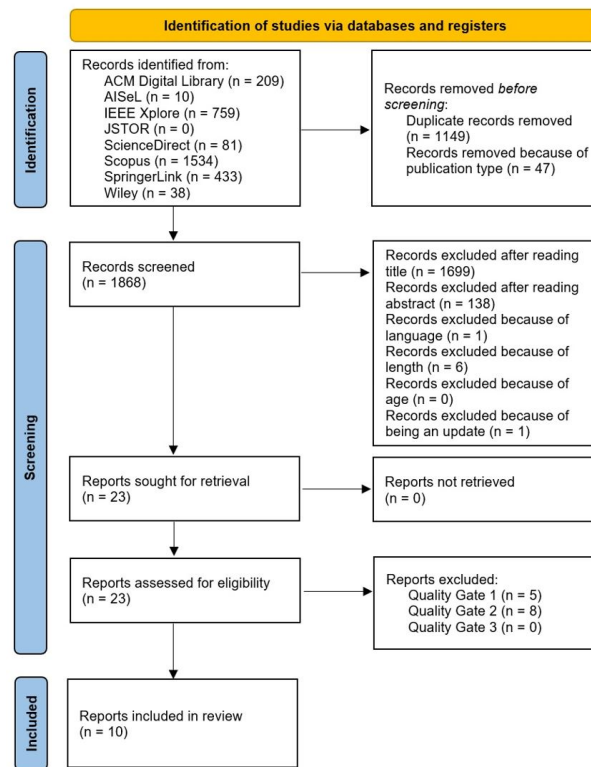 Identification of studies via databases and registers
Identification
Records identified from:
ACM Digital Library (n = 209)
AISeL (n = 10)
IEEE Xplore (n = 759)
JSTOR (n = 0)
ScienceDirect (n = 81)
Scopus (n = 1534)
SpringerLink (n = 433)
Wiley (n = 38)
Records removed before
screening:
Duplicate records removed
(n = 1149)
Records removed because of
publication type (n = 47)
Screening
Records screened
(n = 1868)
Records excluded after reading
title (n = 1699)
Records excluded after reading
abstract (n = 138)
Records excluded because of
language (n = 1)
Records excluded because of
length (n = 6)
Records excluded because of
age (n = 0)
Records excluded because of
being an update (n = 1)
Reports sought for retrieval
(n = 23)
Reports not retrieved
(n = 0)
Reports assessed for eligibility
(n = 23)
Reports excluded:
Quality Gate 1 (n = 5)
Quality Gate 2 (n = 8)
Quality Gate 3 (n = 0)
Included
Reports included in review
(n = 10)